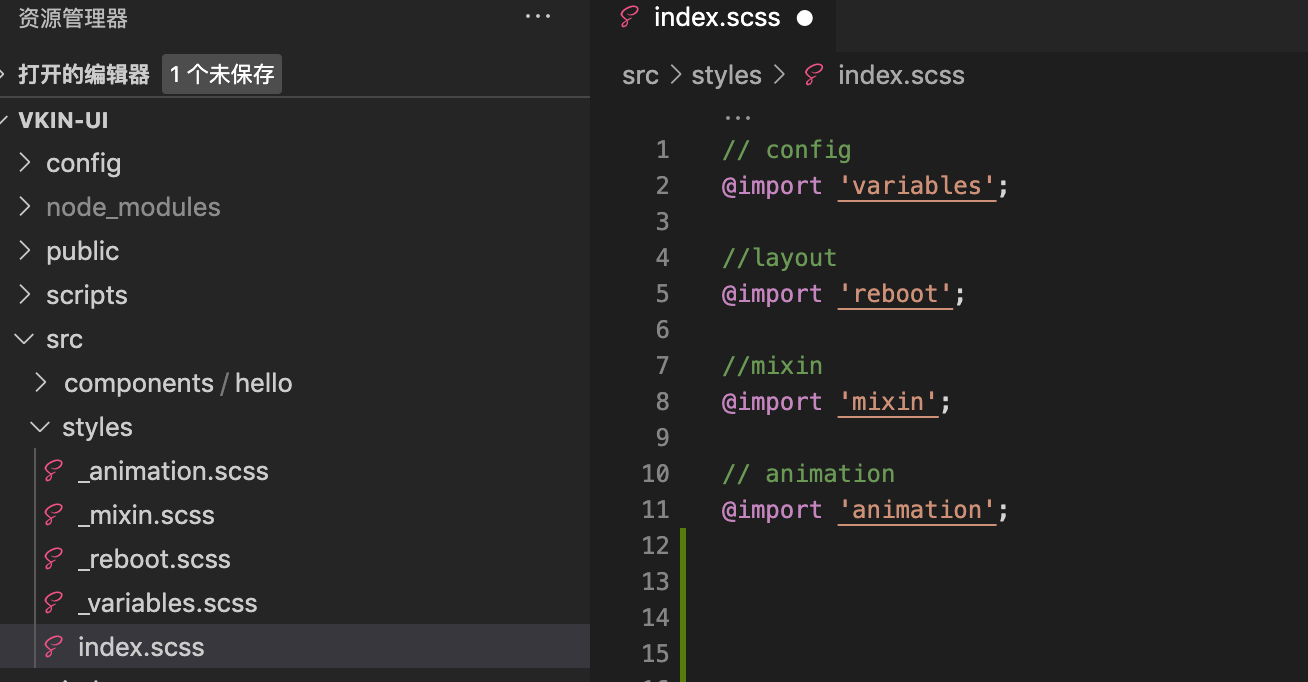 资源管理器
···
打开的编辑器 1 个未保存
VKIN-UI
config
node_modules
public
scripts
src
components / hello
styles
_animation.scss
_mixin.scss
_reboot.scss
_variables.scss
index.scss
index.scss
src > styles > index.scss
···
1 // config
2 @import 'variables';
3
4 //layout
5 @import 'reboot';
6
7 //mixin
8 @import 'mixin';
9
10 // animation
11 @import 'animation';
12
13
14
15